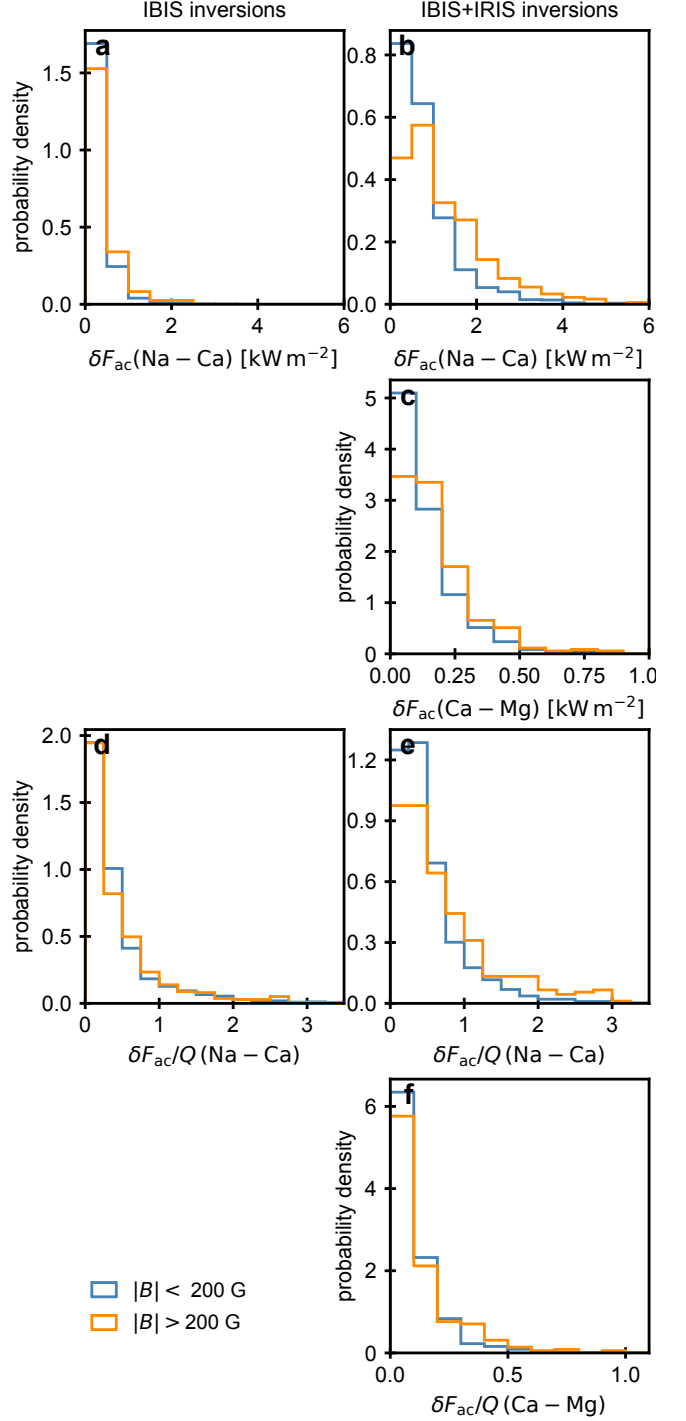 IBIS inversions
IBIS+IRIS inversions
a
probability density
1.5
1.0
0.5
0.0
0
2
4
6
δF_ac(Na − Ca) [kW m⁻²]
b
0.8
0.6
0.4
0.2
0.0
0
2
4
6
δF_ac(Na − Ca) [kW m⁻²]
c
probability density
5
4
3
2
1
0
0.00
0.25
0.50
0.75
1.0
δF_ac(Ca − Mg) [kW m⁻²]
d
probability density
2.0
1.5
1.0
0.5
0.0
0
1
2
3
δF_ac/Q (Na − Ca)
e
1.2
0.9
0.6
0.3
0.0
0
1
2
3
δF_ac/Q (Na − Ca)
f
probability density
6
4
2
0
0.0
0.5
1.0
δF_ac/Q (Ca − Mg)
|B| < 200 G
|B| > 200 G